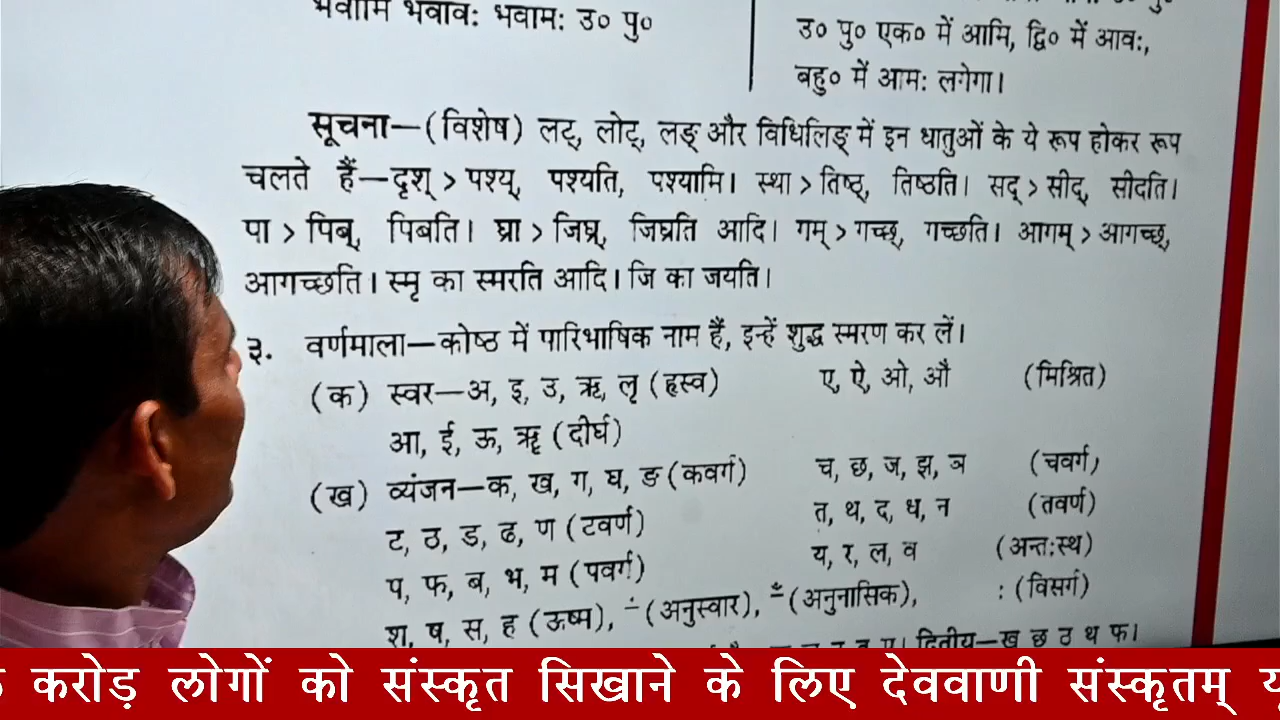 भवामि भवावः भवामः उ० पु०
उ० पु० एक० में आमि, द्वि० में आवः,
बहु० में आमः लगेगा।
सूचना—(विशेष) लट्, लोट्, लङ् और विधिलिङ् में इन धातुओं के ये रूप होकर रूप
चलते हैं—दृश् > पश्य्, पश्यति, पश्यामि। स्था > तिष्ठ्, तिष्ठति। सद् > सीद्, सीदति।
पा > पिब्, पिबति। घ्रा > जिघ्र्, जिघ्रति आदि। गम् > गच्छ्, गच्छति। आगम् > आगच्छ्,
आगच्छति। स्मृ का स्मरति आदि। जि का जयति।
३. वर्णमाला—कोष्ठ में पारिभाषिक नाम हैं, इन्हें शुद्ध स्मरण कर लें।
(क) स्वर—अ, इ, उ, ऋ, लृ (ह्रस्व) ए, ऐ, ओ, औ (मिश्रित)
आ, ई, ऊ, ॠ (दीर्घ)
(ख) व्यंजन—क, ख, ग, घ, ङ (कवर्ग) च, छ, ज, झ, ञ (चवर्ग)
ट, ठ, ड, ढ, ण (टवर्ण) त, थ, द, ध, न (तवर्ण)
प, फ, ब, भ, म (पवर्ग) य, र, ल, व (अन्तःस्थ)
श, ष, स, ह (ऊष्म), ∸ (अनुस्वार), ँ (अनुनासिक), : (विसर्ग)
द्वितीय—ख छ ठ थ फ।
करोड़ लोगों को संस्कृत सिखाने के लिए देववाणी संस्कृतम्